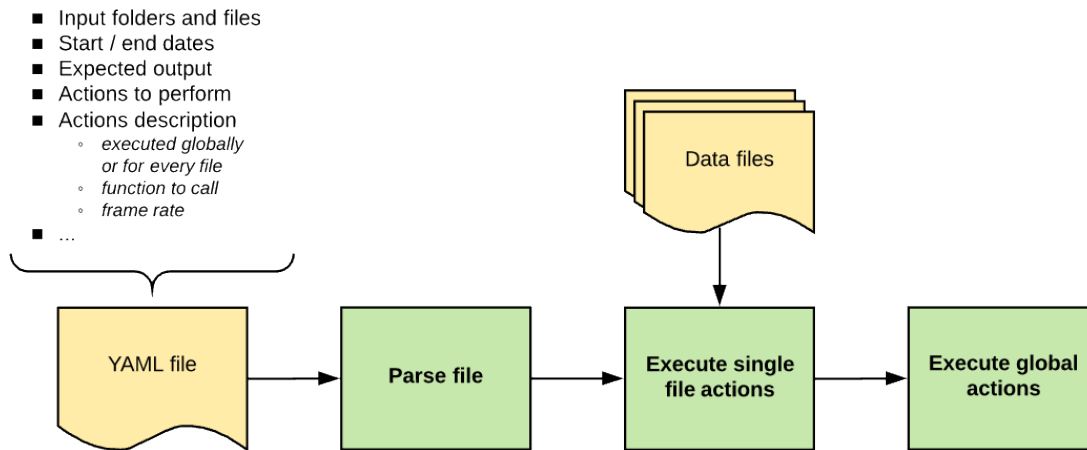 Input folders and files
Start / end dates
Expected output
Actions to perform
Actions description
executed globally
or for every file
function to call
frame rate
...
Data files
YAML file
Parse file
Execute single
file actions
Execute global
actions